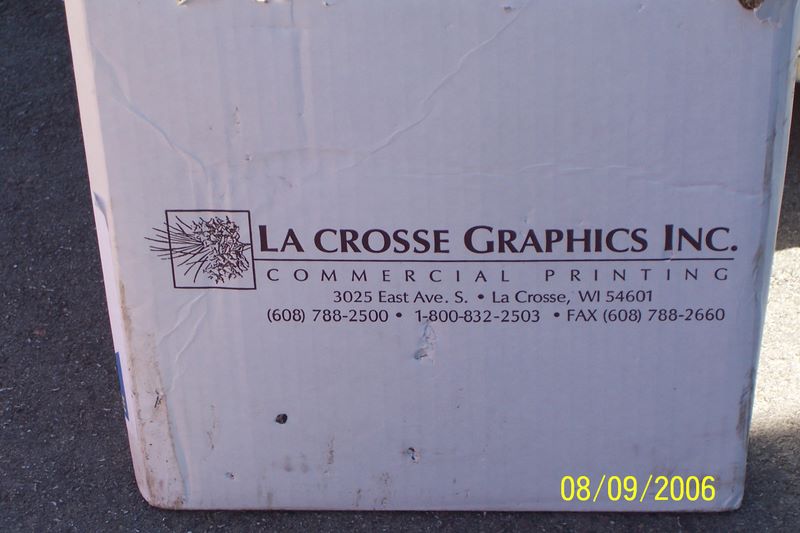 LA CROSSE GRAPHICS INC.
COMMERCIAL PRINTING
3025 East Ave. S. • La Crosse, WI 54601
(608) 788-2500 • 1-800-832-2503 • FAX (608) 788-2660
08/09/2006